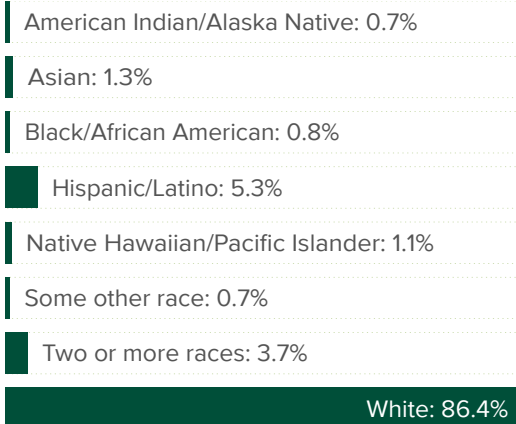 American Indian/Alaska Native: 0.7%
Asian: 1.3%
Black/African American: 0.8%
Hispanic/Latino: 5.3%
Native Hawaiian/Pacific Islander: 1.1%
Some other race: 0.7%
Two or more races: 3.7%
White: 86.4%